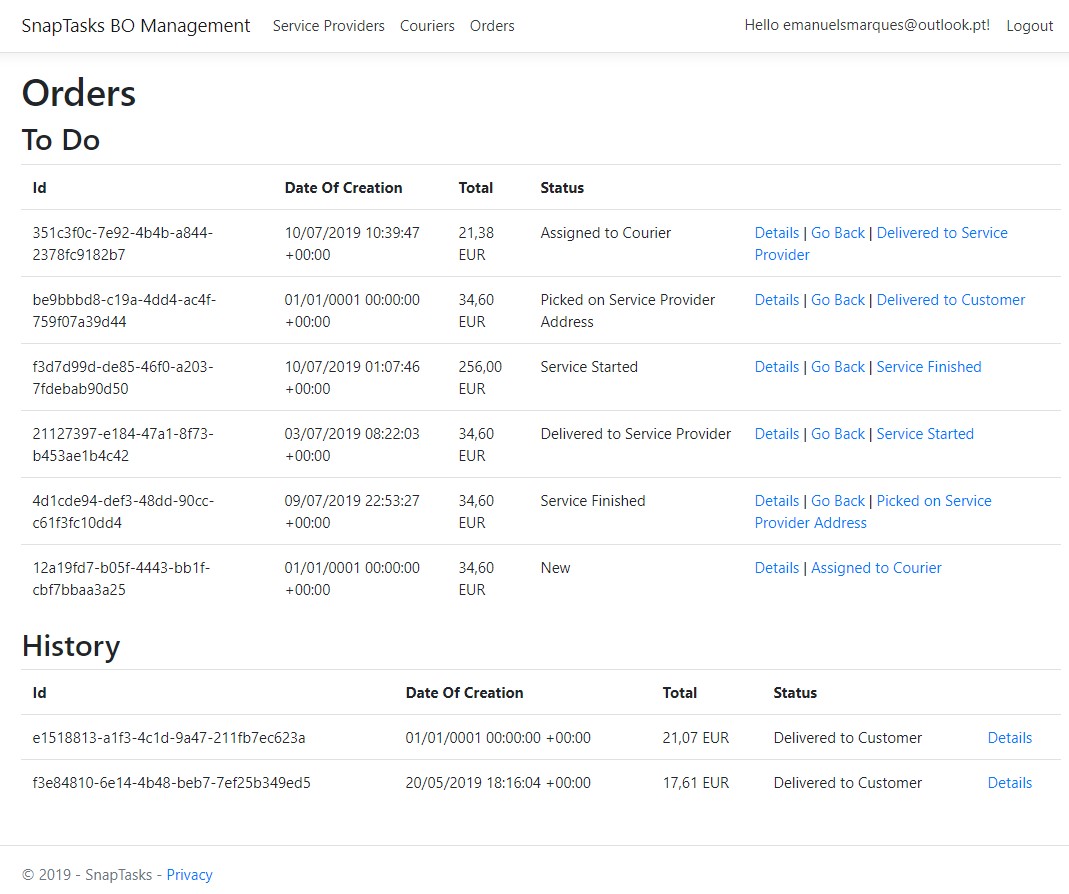 SnapTasks BO Management Service Providers Couriers Orders Hello emanuelsmarques@outlook.pt! Logout
Orders
To Do
Id Date Of Creation Total Status
351c3f0c-7e92-4b4b-a844- 10/07/2019 10:39:47 21,38 Assigned to Courier Details | Go Back | Delivered to Service
2378fc9182b7 +00:00 EUR Provider
be9bbbd8-c19a-4dd4-ac4f- 01/01/0001 00:00:00 34,60 Picked on Service Provider Details | Go Back | Delivered to Customer
759f07a39d44 +00:00 EUR Address
f3d7d99d-de85-46f0-a203- 10/07/2019 01:07:46 256,00 Service Started Details | Go Back | Service Finished
7fdebab90d50 +00:00 EUR
21127397-e184-47a1-8f73- 03/07/2019 08:22:03 34,60 Delivered to Service Provider Details | Go Back | Service Started
b453ae1b4c42 +00:00 EUR
4d1cde94-def3-48dd-90cc- 09/07/2019 22:53:27 34,60 Service Finished Details | Go Back | Picked on Service
c61f3fc10dd4 +00:00 EUR Provider Address
12a19fd7-b05f-4443-bb1f- 01/01/0001 00:00:00 34,60 New Details | Assigned to Courier
cbf7bbaa3a25 +00:00 EUR
History
Id Date Of Creation Total Status
e1518813-a1f3-4c1d-9a47-211fb7ec623a 01/01/0001 00:00:00 +00:00 21,07 EUR Delivered to Customer Details
f3e84810-6e14-4b48-beb7-7ef25b349ed5 20/05/2019 18:16:04 +00:00 17,61 EUR Delivered to Customer Details
© 2019 - SnapTasks - Privacy